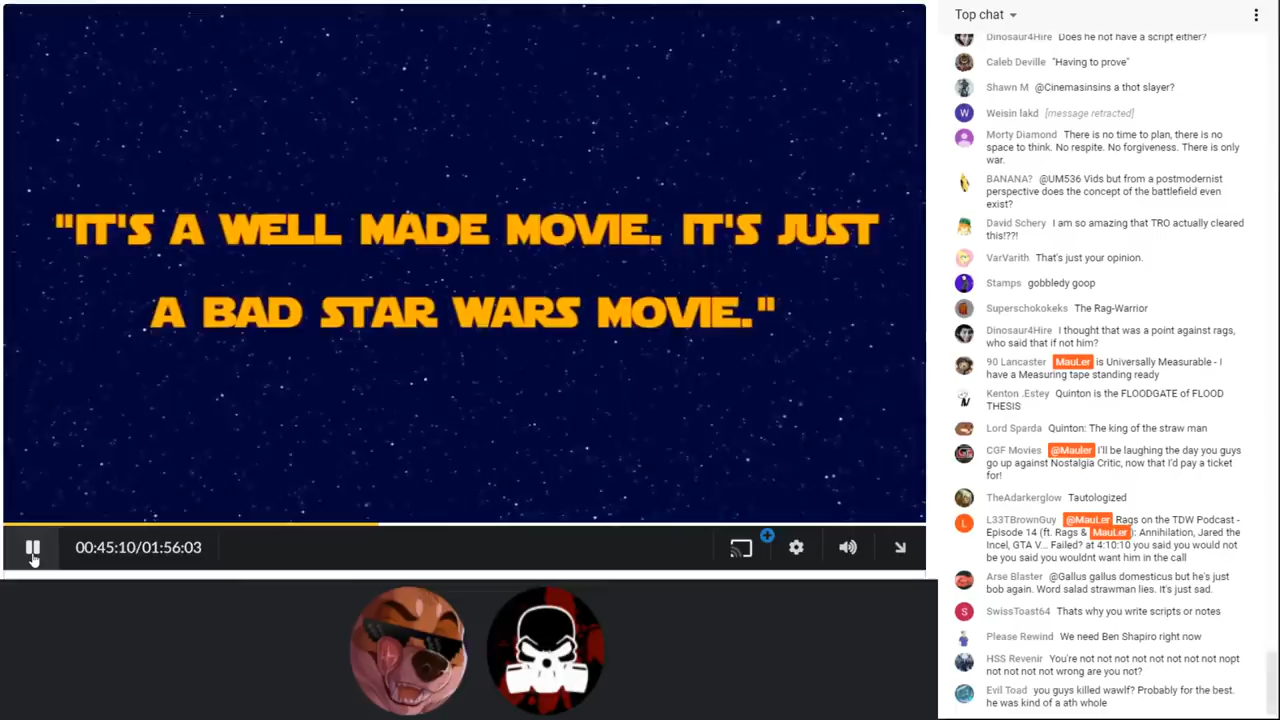 "IT'S A WELL MADE MOVIE. IT'S JUST
A BAD STAR WARS MOVIE."
00:45:10/01:56:03
Top chat
Dinosaur4Hire Does he not have a script either?
Caleb Deville "Having to prove"
Shawn M @Cinemasinsins a thot slayer?
W Weisin lakd [message retracted]
Morty Diamond There is no time to plan, there is no
space to think. No respite. No forgiveness. There is only
war.
BANANA? @UM536 Vids but from a postmodernist
perspective does the concept of the battlefield even
exist?
David Schery I am so amazing that TRO actually cleared
this!??!
VarVarith That's just your opinion.
Stamps gobbledy goop
Superschokokeks The Rag-Warrior
Dinosaur4Hire I thought that was a point against rags,
who said that if not him?
90 Lancaster MauLer is Universally Measurable - I
have a Measuring tape standing ready
Kenton .Estey Quinton is the FLOODGATE of FLOOD
THESIS
Lord Sparda Quinton: The king of the straw man
CGF Movies @Mauler I'll be laughing the day you guys
go up against Nostalgia Critic, now that I'd pay a ticket
for!
TheAdarkerglow Tautologized
L L33TBrownGuy @MauLer Rags on the TDW Podcast -
Episode 14 (ft. Rags & MauLer): Annihilation, Jared the
Incel, GTA V... Failed? at 4:10:10 you said you would not
be you said you wouldnt want him in the call
Arse Blaster @Gallus gallus domesticus but he's just
bob again. Word salad strawman lies. It's just sad.
S SwissToast64 Thats why you write scripts or notes
Please Rewind We need Ben Shapiro right now
HSS Revenir You're not not not not not not not not nopt
not not not not wrong are you not?
Evil Toad you guys killed wawlf? Probably for the best.
he was kind of a ath whole